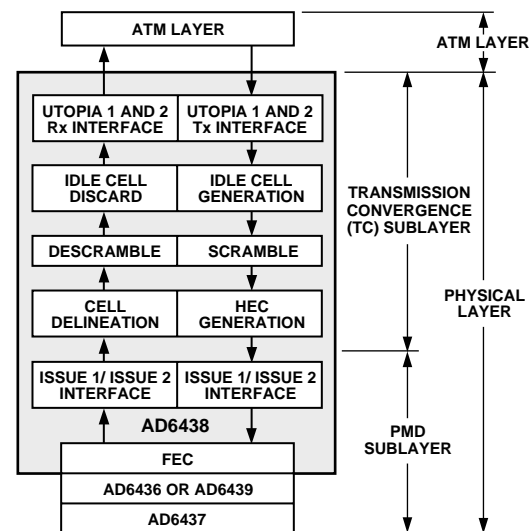 ATM LAYER
ATM LAYER
UTOPIA 1 AND 2
Rx INTERFACE
UTOPIA 1 AND 2
Tx INTERFACE
IDLE CELL
DISCARD
IDLE CELL
GENERATION
TRANSMISSION
CONVERGENCE
(TC) SUBLAYER
DESCRAMBLE
SCRAMBLE
PHYSICAL
LAYER
CELL
DELINEATION
HEC
GENERATION
ISSUE 1/ ISSUE 2
INTERFACE
ISSUE 1/ ISSUE 2
INTERFACE
AD6438
PMD
SUBLAYER
FEC
AD6436 OR AD6439
AD6437